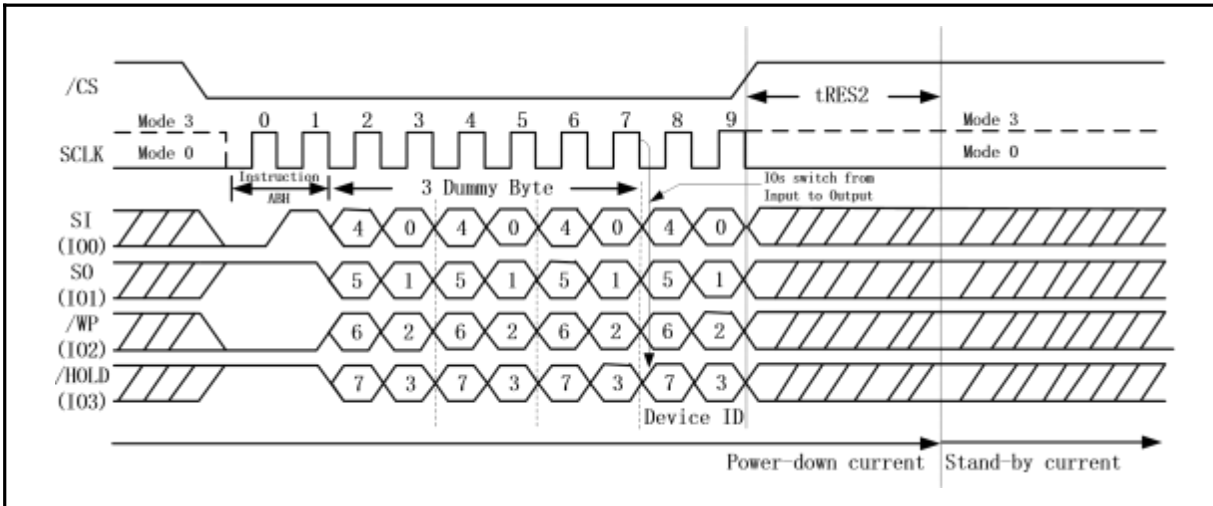 /CS
tRES2
Mode 3 0 1 2 3 4 5 6 7 8 9 Mode 3
SCLK Mode 0 Mode 0
Instruction 3 Dummy Byte IOs switch from
ABH Input to Output
SI 4 0 4 0 4 0 4 0
(IO0)
SO 5 1 5 1 5 1 5 1
(IO1)
/WP 6 2 6 2 6 2 6 2
(IO2)
/HOLD 7 3 7 3 7 3 7 3
(IO3)
Device ID
Power-down current Stand-by current